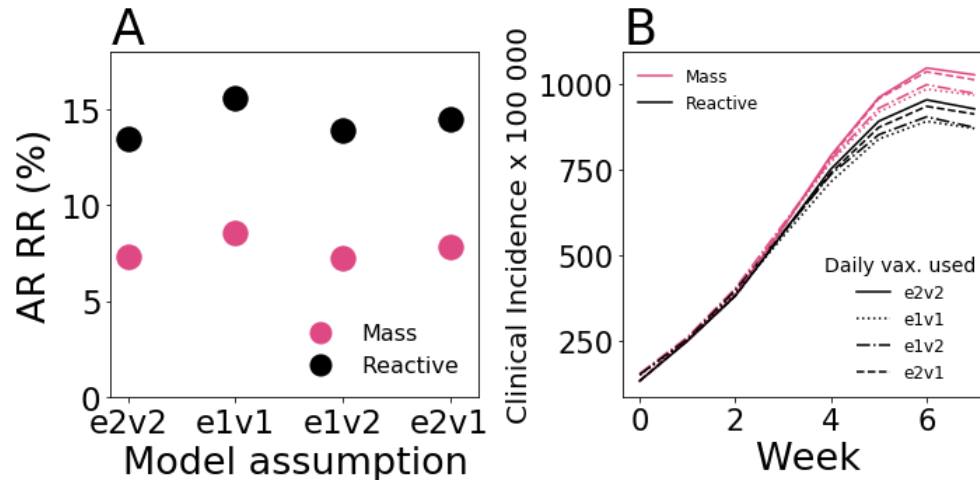 A
AR RR (%)
15
10
5
0
Mass
Reactive
e2v2 e1v1 e1v2 e2v1
Model assumption
B
Clinical Incidence x 100 000
1000
750
500
250
Mass
Reactive
Daily vax. used
e2v2
e1v1
e1v2
e2v1
0 2 4 6
Week